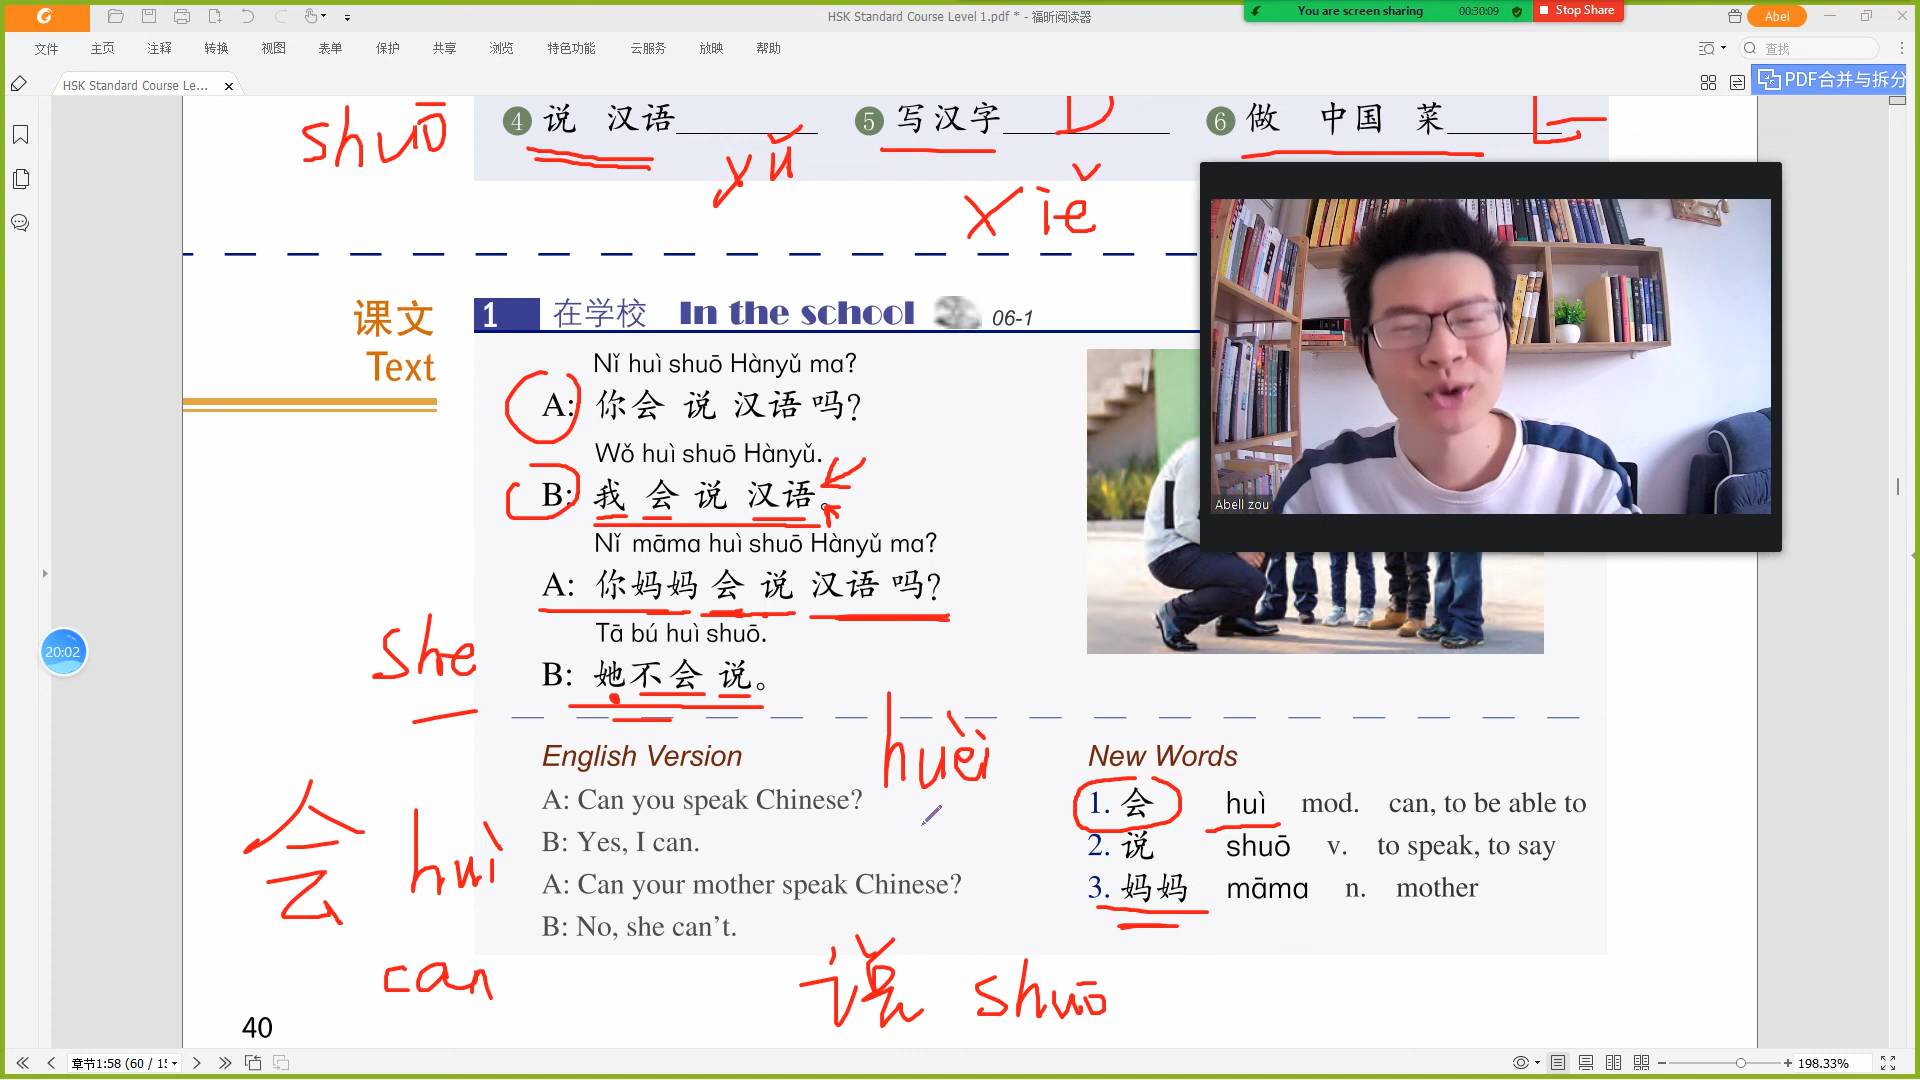 HSK Standard Course Level 1.pdf * - 福昕阅读器
You are screen sharing
00:30:09
Stop Share
Abel
文件 主页 注释 转换 视图 表单 保护 共享 浏览 特色功能 云服务 放映 帮助
查找
HSK Standard Course Le...
PDF合并与拆分
shuō
4 说 汉语
5 写汉字
6 做 中国 菜
D
E
yǔ
xiě
课文
Text
1 在学校 In the school 06-1
Nǐ huì shuō Hànyǔ ma?
A: 你会 说 汉语 吗?
Wǒ huì shuō Hànyǔ.
B: 我 会 说 汉语。
Nǐ māma huì shuō Hànyǔ ma?
A: 你妈妈 会 说 汉语 吗?
Tā bú huì shuō.
B: 她不会 说。
Abell zou
she
20:02
huèi
English Version
A: Can you speak Chinese?
B: Yes, I can.
A: Can your mother speak Chinese?
B: No, she can't.
New Words
1. 会 huì mod. can, to be able to
2. 说 shuō v. to speak, to say
3. 妈妈 māma n. mother
会 huì
can
说 shuō
40
章节1:58 (60 / 15
198.33%